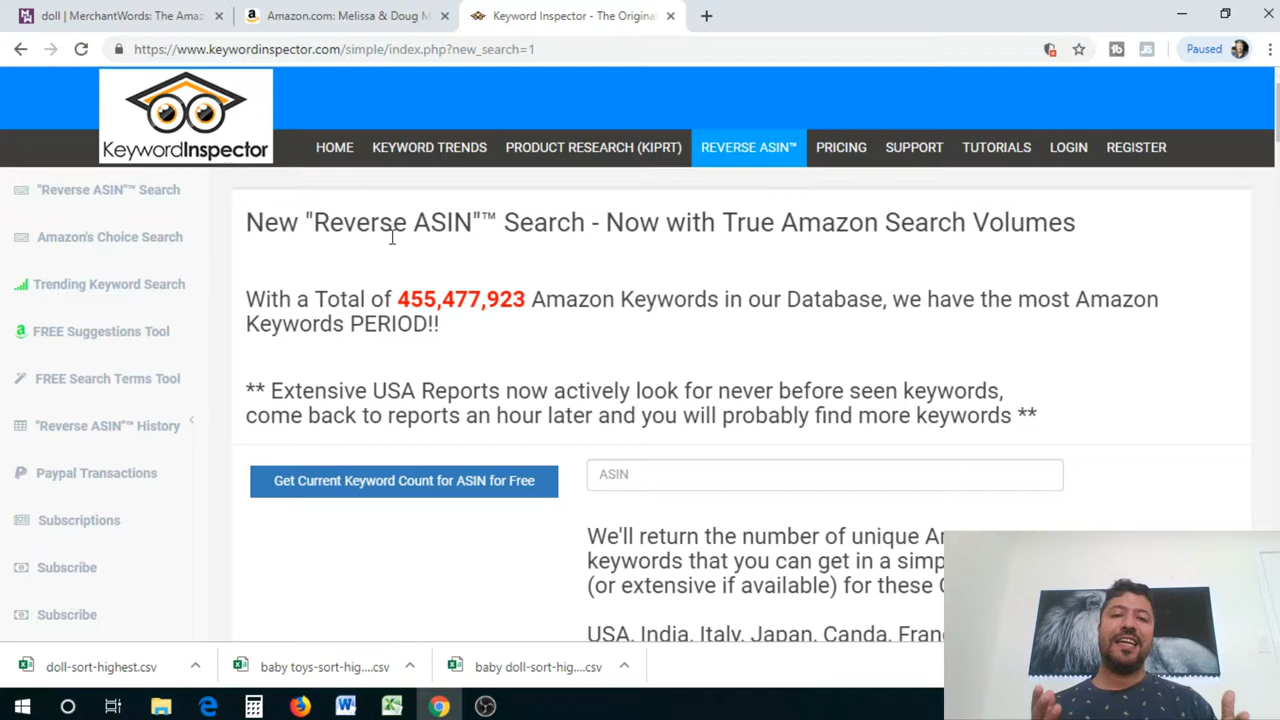 doll | MerchantWords: The Amaz
Amazon.com: Melissa & Doug M
Keyword Inspector - The Origina
https://www.keywordinspector.com/simple/index.php?new_search=1
Paused
KeywordInspector
HOME
KEYWORD TRENDS
PRODUCT RESEARCH (KIPRT)
REVERSE ASIN™
PRICING
SUPPORT
TUTORIALS
LOGIN
REGISTER
"Reverse ASIN"™ Search
Amazon's Choice Search
Trending Keyword Search
FREE Suggestions Tool
FREE Search Terms Tool
"Reverse ASIN"™ History
Paypal Transactions
Subscriptions
Subscribe
Subscribe
New "Reverse ASIN"™ Search - Now with True Amazon Search Volumes
With a Total of 455,477,923 Amazon Keywords in our Database, we have the most Amazon
Keywords PERIOD!!
** Extensive USA Reports now actively look for never before seen keywords,
come back to reports an hour later and you will probably find more keywords **
Get Current Keyword Count for ASIN for Free
ASIN
We'll return the number of unique Am
keywords that you can get in a simp
(or extensive if available) for these C
USA, India, Italy, Japan, Canda, Fran
doll-sort-highest.csv
baby toys-sort-hig....csv
baby doll-sort-hig....csv